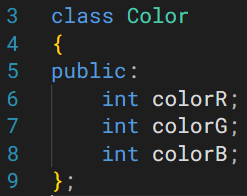 3 class Color
4 {
5 public:
6     int colorR;
7     int colorG;
8     int colorB;
9 };